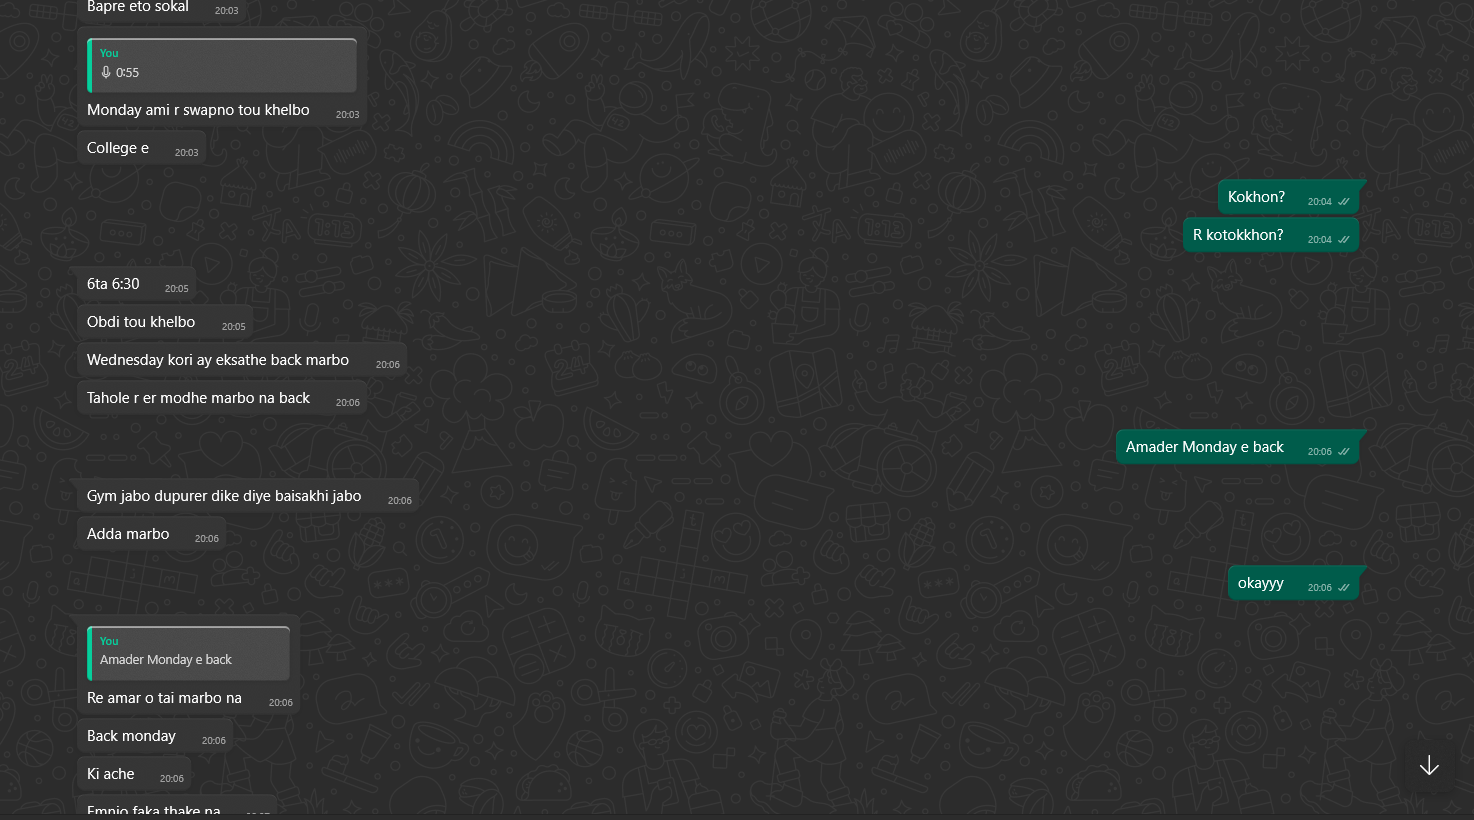 Bapre eto sokal 20:03
You
0:55
Monday ami r swapno tou khelbo 20:03
College e 20:03
Kokhon? 20:04
R kotokkhon? 20:04
6ta 6:30 20:05
Obdi tou khelbo 20:05
Wednesday kori ay eksathe back marbo 20:06
Tahole r er modhe marbo na back 20:06
Amader Monday e back 20:06
Gym jabo dupurer dike diye baisakhi jabo 20:06
Adda marbo 20:06
okayyy 20:06
You
Amader Monday e back
Re amar o tai marbo na 20:06
Back monday 20:06
Ki ache 20:06
Emnio faka thake na